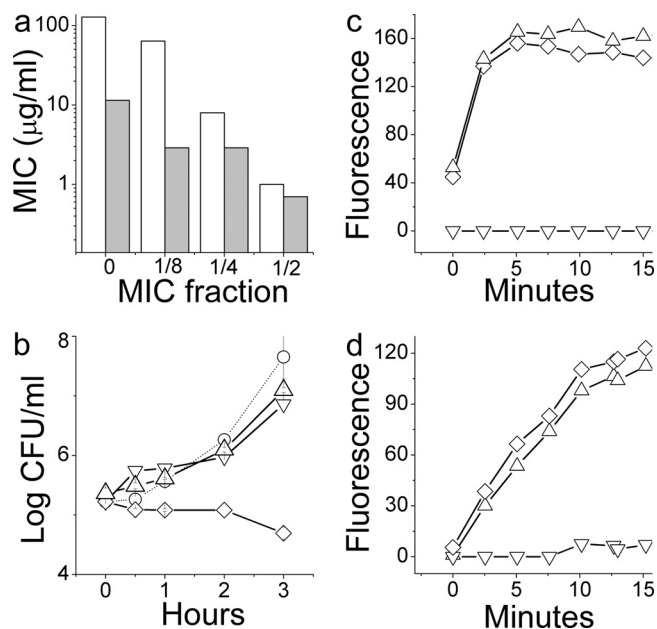 a
100
10
1
MIC (μg/ml)
0 1/8 1/4 1/2
MIC fraction
b
8
6
4
Log CFU/ml
0 1 2 3
Hours
c
160
120
80
40
0
Fluorescence
0 5 10 15
Minutes
d
120
90
60
30
0
Fluorescence
0 5 10 15
Minutes